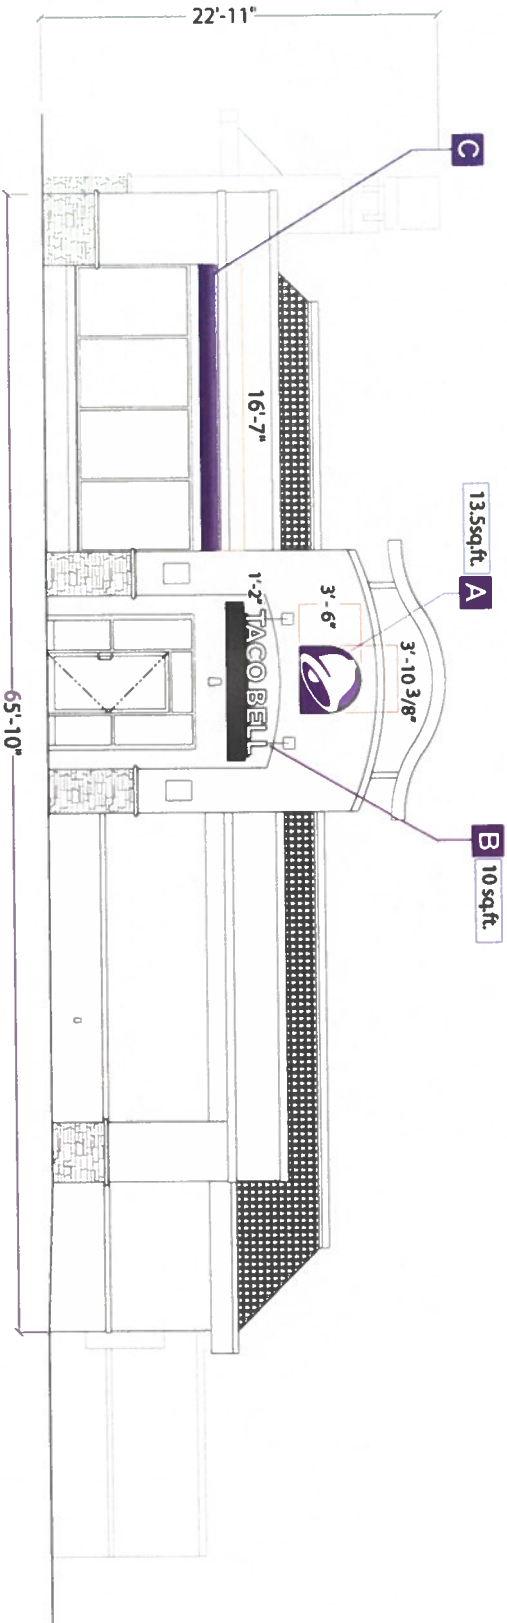 22'-11"
C
16'-7"
13.5sq.ft.
A
3'-6"
3'-10 3/8"
1'-2"
TACO BELL
B
10 sq.ft.
65'-10"